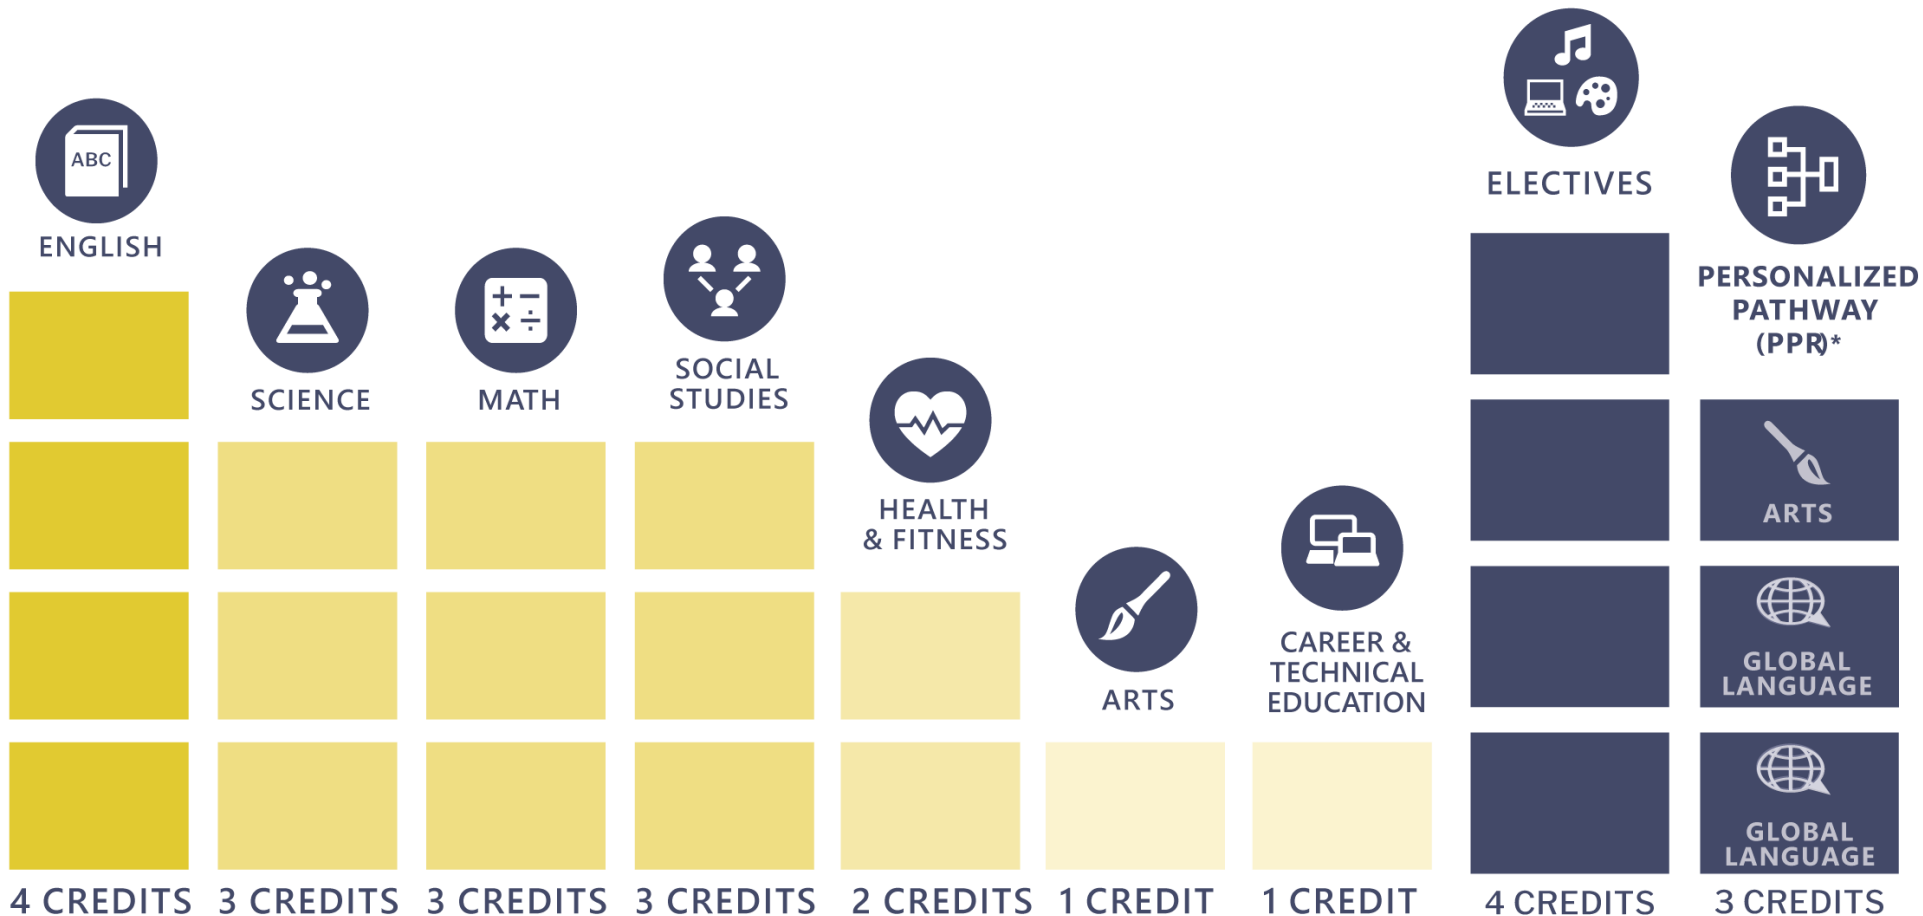 ABC
ENGLISH
4 CREDITS
SCIENCE
3 CREDITS
MATH
3 CREDITS
SOCIAL
STUDIES
3 CREDITS
HEALTH
& FITNESS
2 CREDITS
ARTS
1 CREDIT
CAREER &
TECHNICAL
EDUCATION
1 CREDIT
ELECTIVES
4 CREDITS
PERSONALIZED
PATHWAY
(PPR)*
ARTS
GLOBAL
LANGUAGE
GLOBAL
LANGUAGE
3 CREDITS